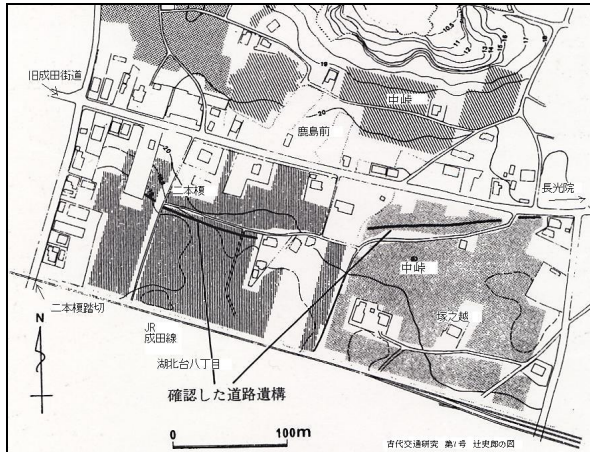 旧成田街道
中峠
鹿島前
長光院
二本榎
中峠
塚之越
二本榎踏切
N
JR
成田線
湖北台八丁目
確認した道路遺構
0 100m
古代交通研究 第7号 辻史郎の図